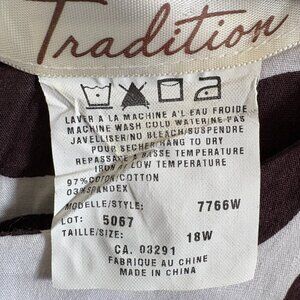 Tradition
LAVER A LA MACHINE A'L EAU FROIDE
MACHINE WASH COLD WATER/NE PAS
JAVELLISER/NO BLEACH/SUSPENDRE
POUR SECHER HANG TO DRY
REPASSAGE A BASSE TEMPERATURE
IRON AT LOW TEMPERATURE
97% COTON/COTTON
03%SPANDEX
MODELLE/STYLE: 7766W
LOT: 5067
TAILLE/SIZE: 18W
CA. 03291
FABRIQUE AU CHINE
MADE IN CHINA